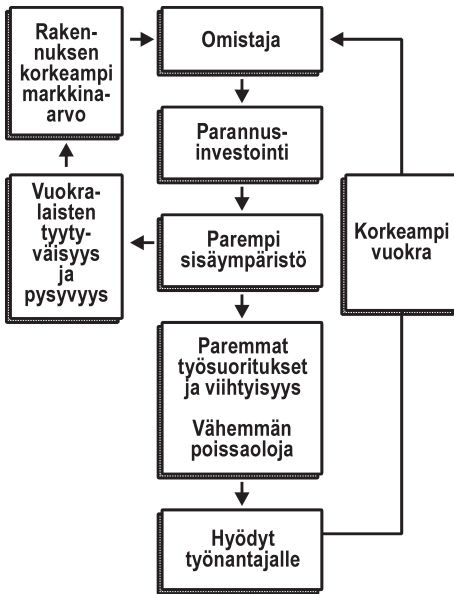 Raken-
nuksen
korkeampi
markkina-
arvo
Omistaja
Parannus-
investointi
Vuokra-
laisten
tyyty-
väisyys
ja
pysyvyys
Parempi
sisäympäristö
Korkeampi
vuokra
Paremmat
työsuoritukset
ja viihtyisyys
Vähemmän
poissaoloja
Hyödyt
työnantajalle